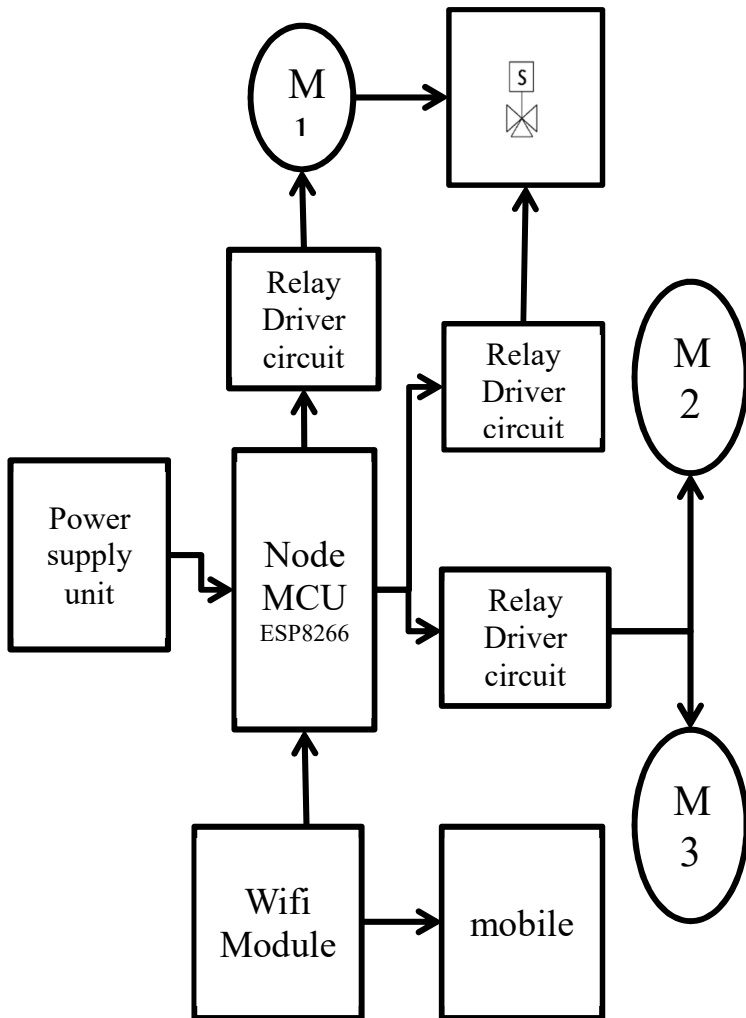 M
1
S
Relay
Driver
circuit
Relay
Driver
circuit
M
2
Power
supply
unit
Node
MCU
ESP8266
Relay
Driver
circuit
M
3
Wifi
Module
mobile